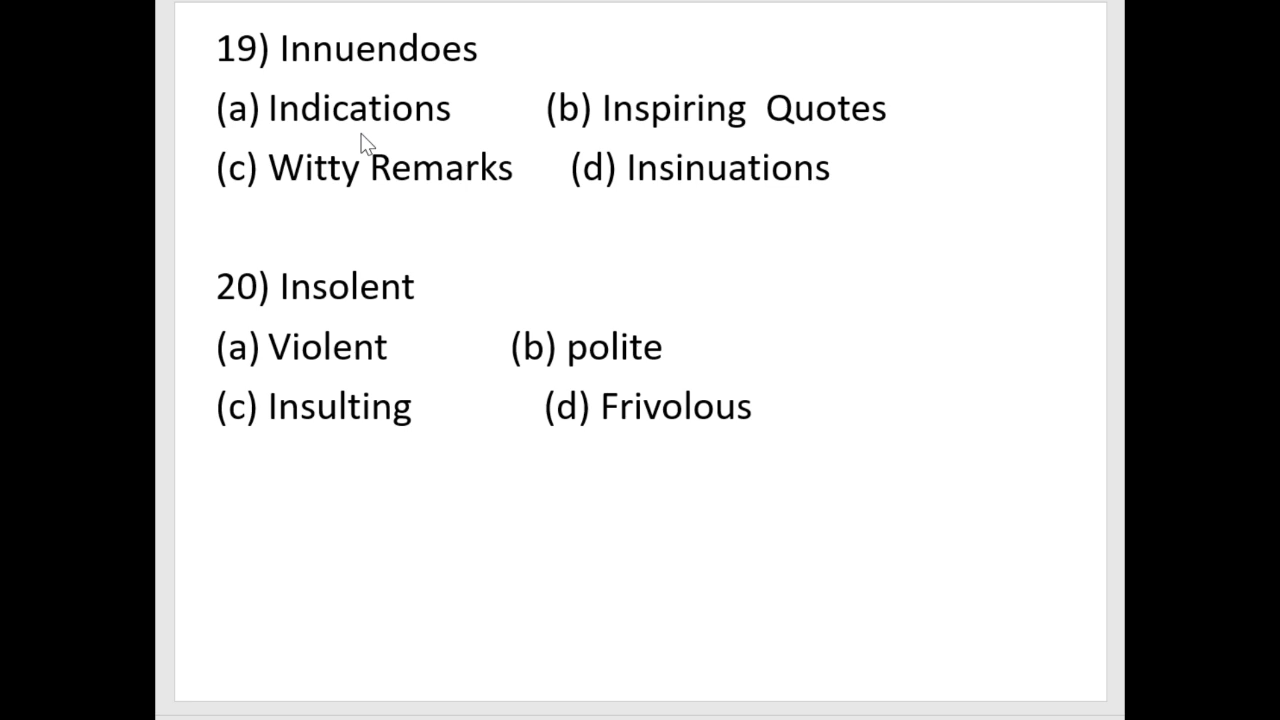 19) Innuendoes
(a) Indications (b) Inspiring Quotes
(c) Witty Remarks (d) Insinuations
20) Insolent
(a) Violent (b) polite
(c) Insulting (d) Frivolous